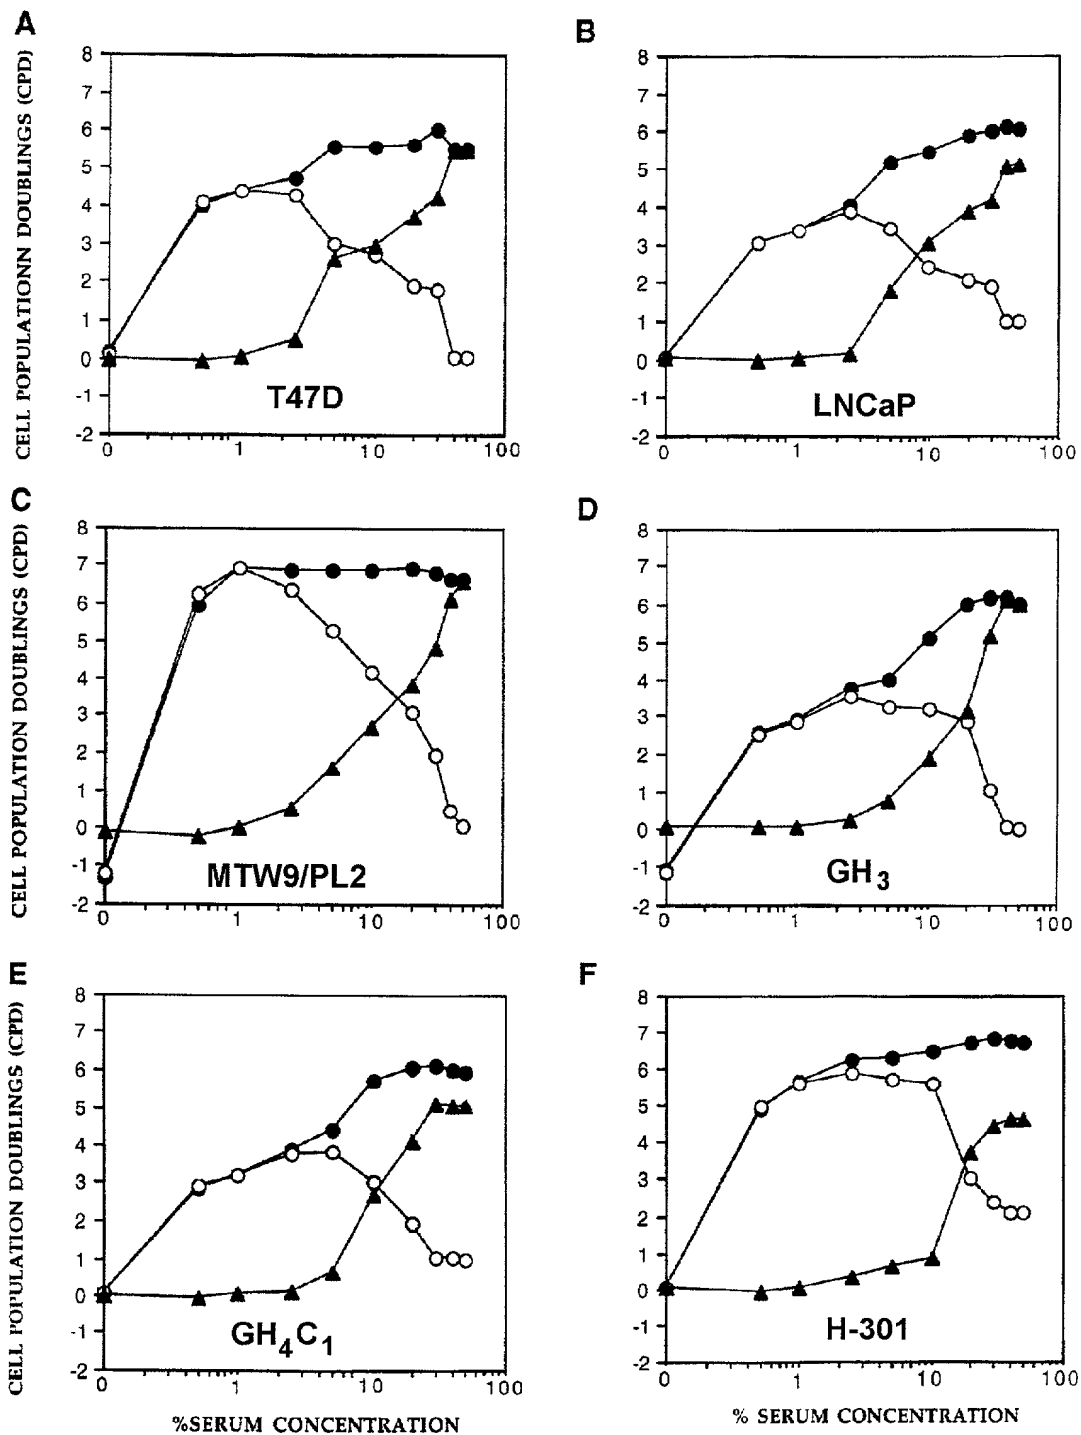 A
CELL POPULATIONN DOUBLINGS (CPD)
8
7
6
5
4
3
2
1
0
-1
-2
T47D
0 1 10 100
B
8
7
6
5
4
3
2
1
0
-1
-2
LNCaP
0 1 10 100
C
CELL POPULATION DOUBLINGS (CPD)
8
7
6
5
4
3
2
1
0
-1
-2
MTW9/PL2
0 1 10 100
D
8
7
6
5
4
3
2
1
0
-1
-2
GH3
0 1 10 100
E
CELL POPULATION DOUBLINGS (CPD)
8
7
6
5
4
3
2
1
0
-1
-2
GH4C1
0 1 10 100
%SERUM CONCENTRATION
F
8
7
6
5
4
3
2
1
0
-1
-2
H-301
0 1 10 100
% SERUM CONCENTRATION